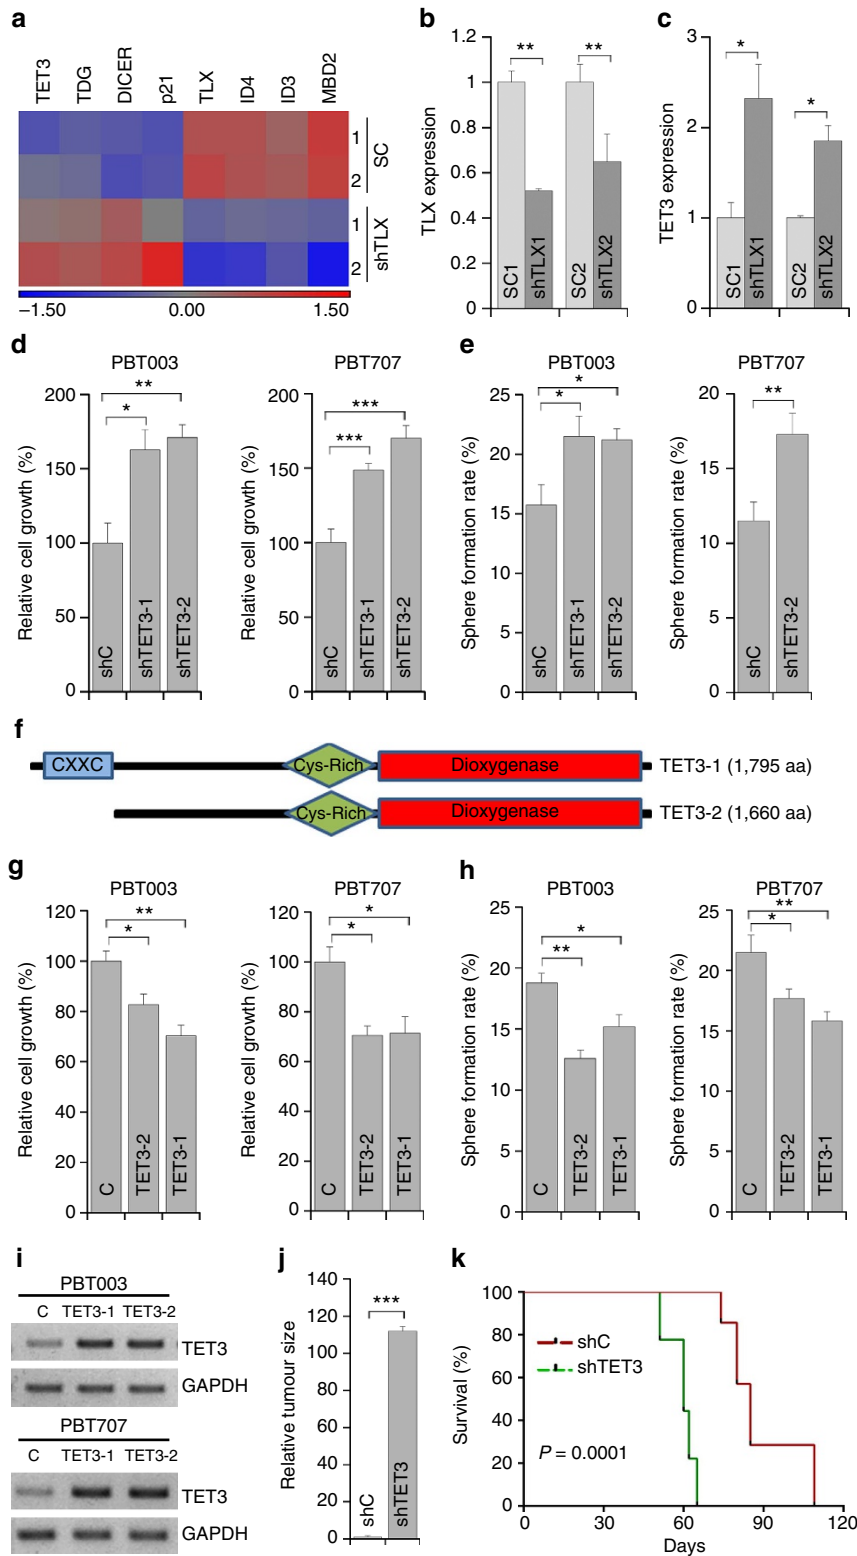 a
TET3 TDG DICER p21 TLX ID4 ID3 MBD2
1
2
SC
1
2
shTLX
−1.50 0.00 1.50
b
TLX expression
1.2
1
0.8
0.6
0.4
0.2
0
** **
SC1 shTLX1 SC2 shTLX2
c
TET3 expression
3
2
1
0
* *
SC1 shTLX1 SC2 shTLX2
d
PBT003
Relative cell growth (%)
200
150
100
50
0
**
*
shC shTET3-1 shTET3-2
PBT707
Relative cell growth (%)
200
150
100
50
0
***
***
shC shTET3-1 shTET3-2
e
PBT003
Sphere formation rate (%)
25
20
15
10
5
0
*
*
shC shTET3-1 shTET3-2
PBT707
Sphere formation rate (%)
20
15
10
5
0
**
shC shTET3-2
f
CXXC Cys-Rich Dioxygenase TET3-1 (1,795 aa)
Cys-Rich Dioxygenase TET3-2 (1,660 aa)
g
PBT003
Relative cell growth (%)
120
100
80
60
40
20
0
**
*
C TET3-2 TET3-1
PBT707
Relative cell growth (%)
120
100
80
60
40
20
0
*
*
C TET3-2 TET3-1
h
PBT003
Sphere formation rate (%)
25
20
15
10
5
0
*
**
C TET3-2 TET3-1
PBT707
Sphere formation rate (%)
25
20
15
10
5
0
**
*
C TET3-2 TET3-1
i
PBT003
C TET3-1 TET3-2
TET3
GAPDH
PBT707
C TET3-1 TET3-2
TET3
GAPDH
j
Relative tumour size
140
120
100
80
60
40
20
0
***
shC shTET3
k
Survival (%)
100
80
60
40
20
0
shC
shTET3
P = 0.0001
0 30 60 90 120
Days